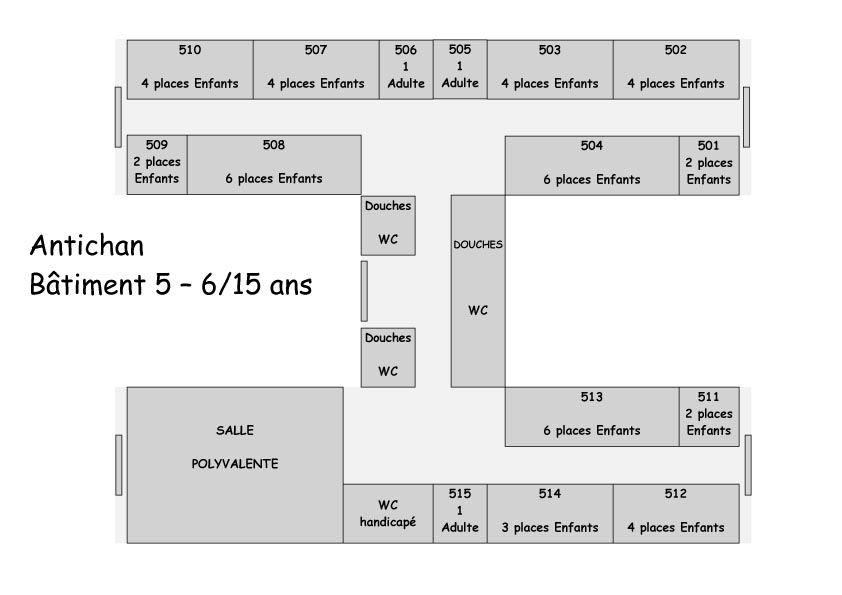 510
4 places Enfants
507
4 places Enfants
506
1
Adulte
505
1
Adulte
503
4 places Enfants
502
4 places Enfants
509
2 places
Enfants
508
6 places Enfants
504
6 places Enfants
501
2 places
Enfants
Douches
WC
DOUCHES
WC
Antichan
Bâtiment 5 – 6/15 ans
Douches
WC
513
6 places Enfants
511
2 places
Enfants
SALLE
POLYVALENTE
WC
handicapé
515
1
Adulte
514
3 places Enfants
512
4 places Enfants